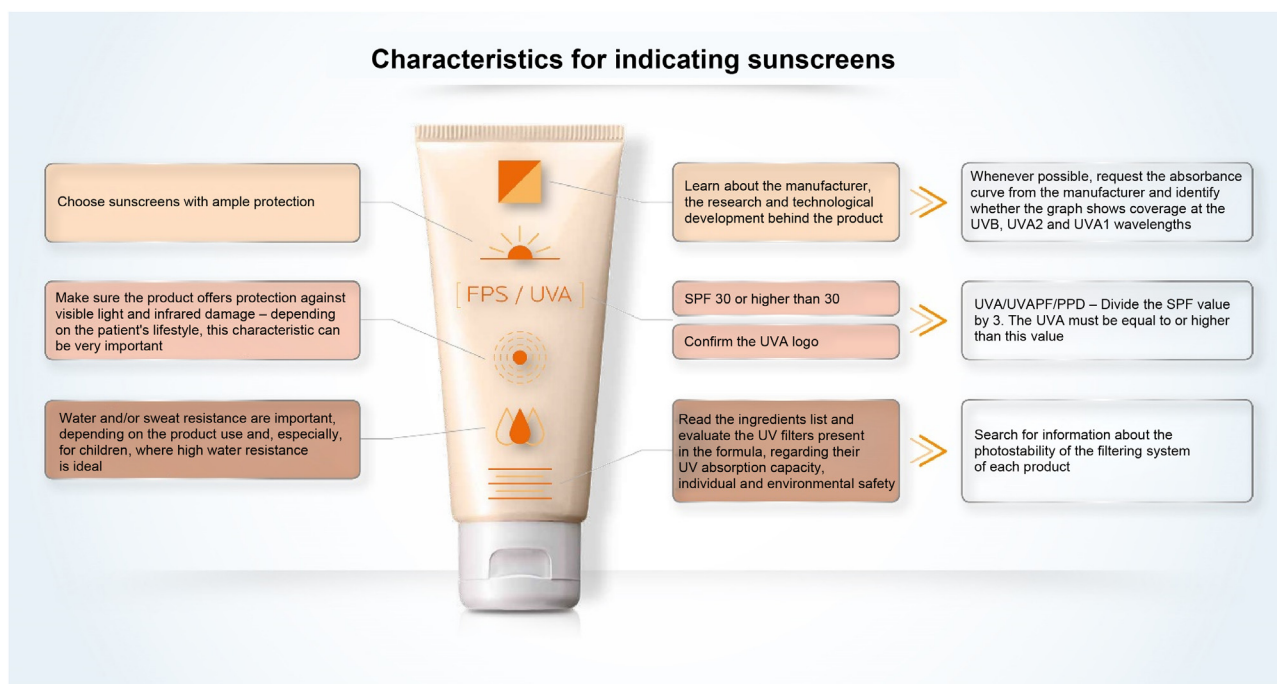 Characteristics for indicating sunscreens
Choose sunscreens with ample protection
Make sure the product offers protection against
visible light and infrared damage – depending
on the patient's lifestyle, this characteristic can
be very important
Water and/or sweat resistance are important,
depending on the product use and, especially,
for children, where high water resistance
is ideal
[ FPS / UVA ]
Learn about the manufacturer,
the research and technological
development behind the product
Whenever possible, request the absorbance
curve from the manufacturer and identify
whether the graph shows coverage at the
UVB, UVA2 and UVA1 wavelengths
SPF 30 or higher than 30
Confirm the UVA logo
UVA/UVAPF/PPD – Divide the SPF value
by 3. The UVA must be equal to or higher
than this value
Read the ingredients list and
evaluate the UV filters present
in the formula, regarding their
UV absorption capacity,
individual and environmental safety
Search for information about the
photostability of the filtering system
of each product